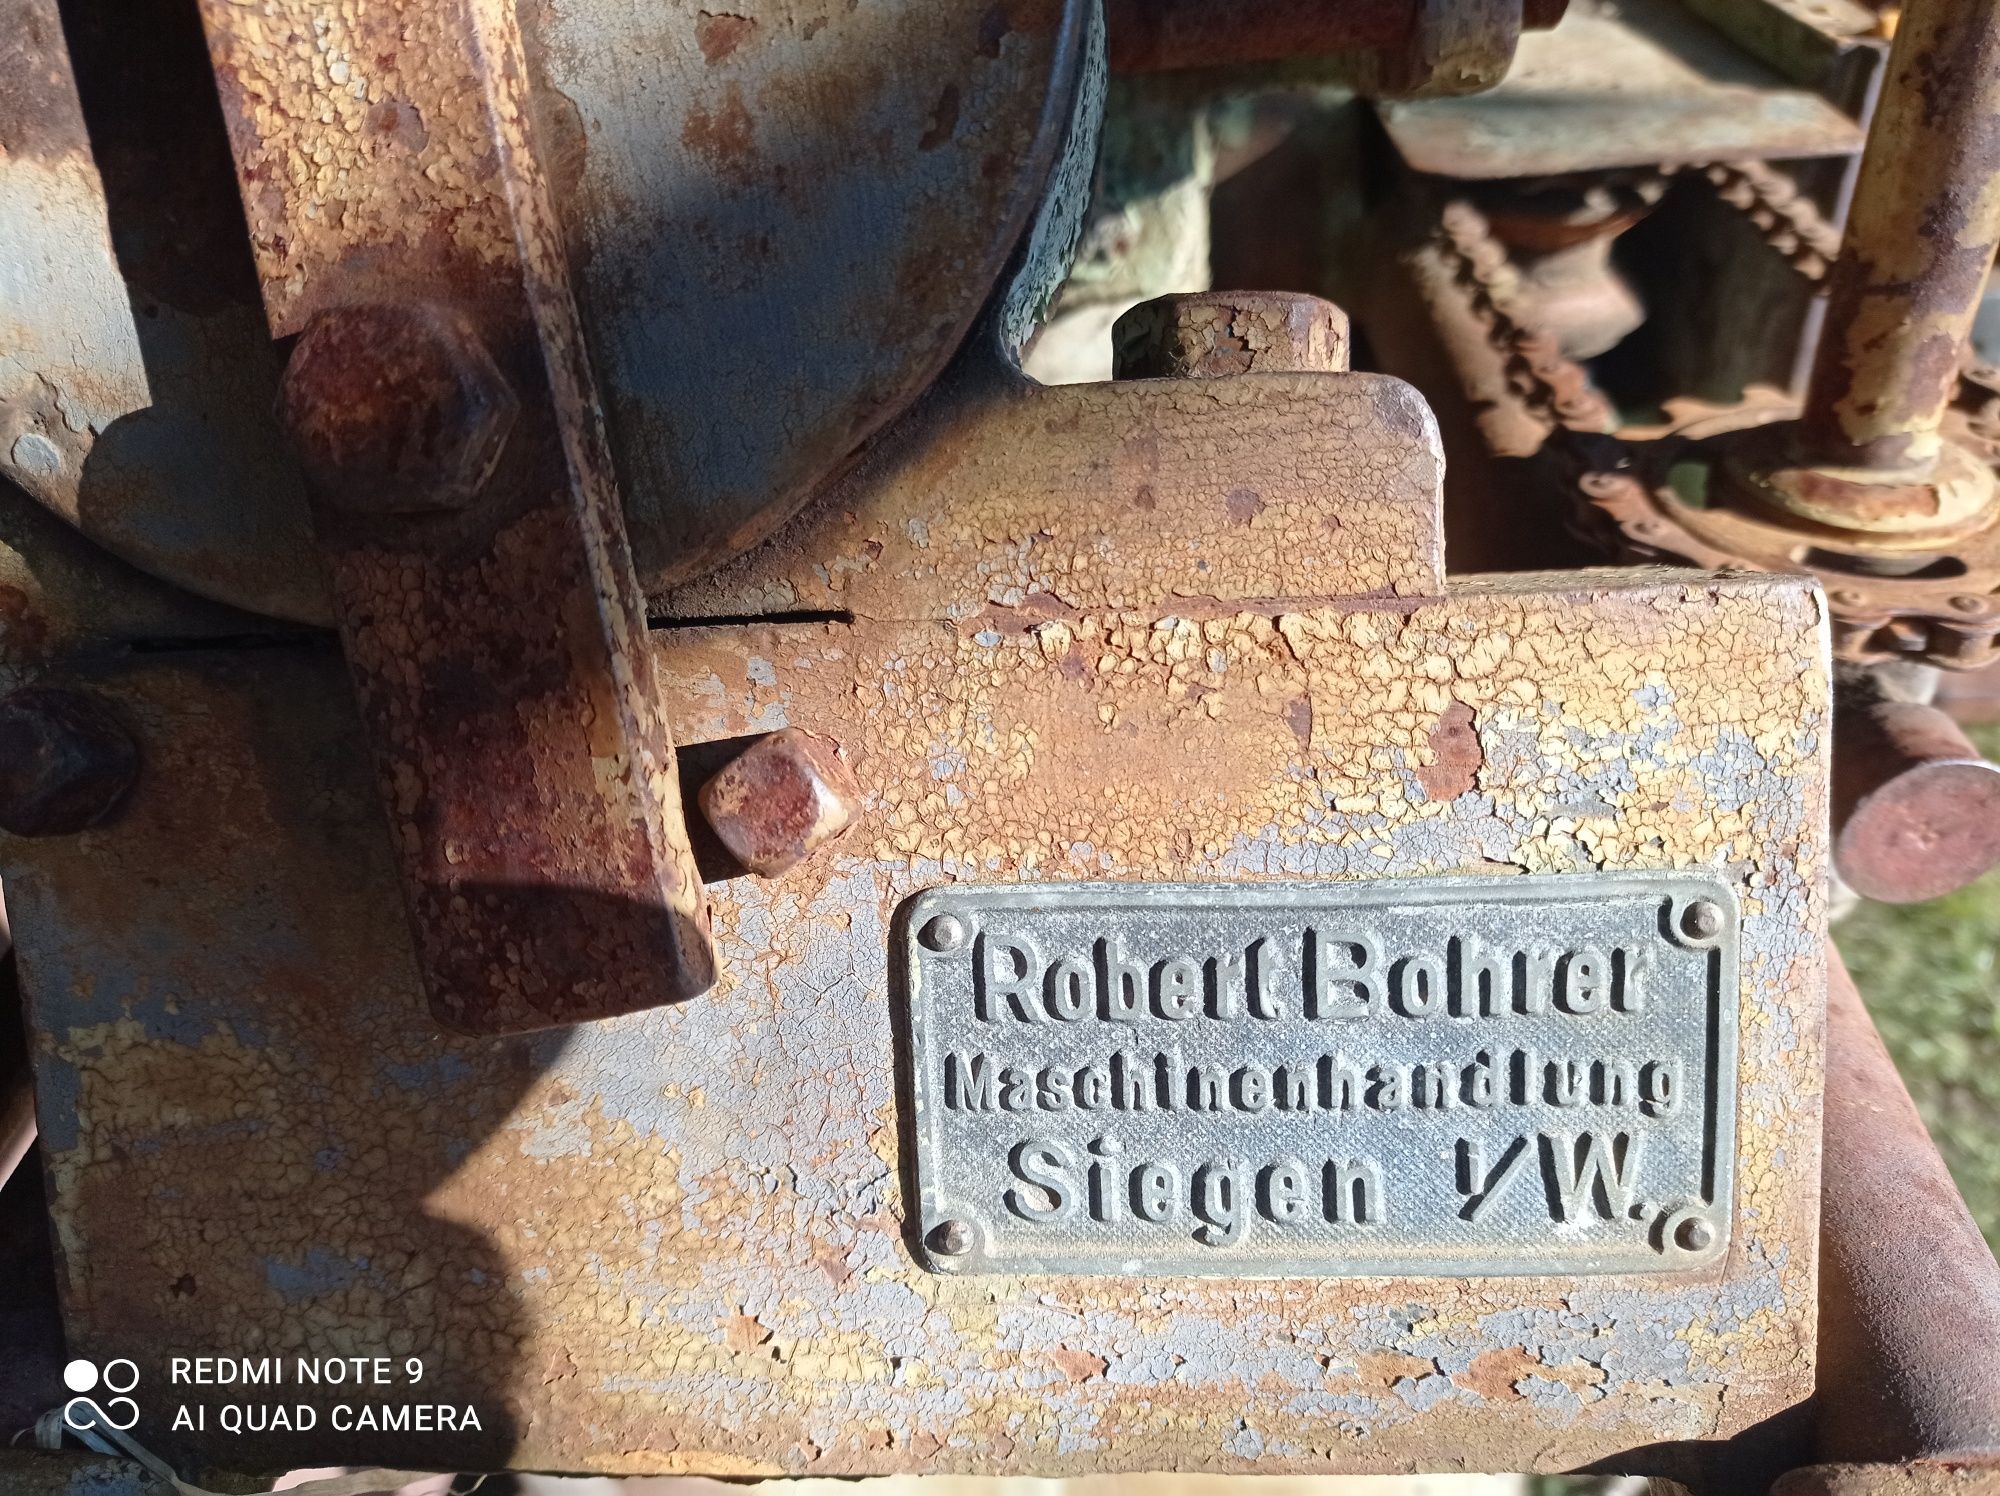 Robert Bohrer
Maschinenhandlung
Siegen i/W.
REDMI NOTE 9
AI QUAD CAMERA